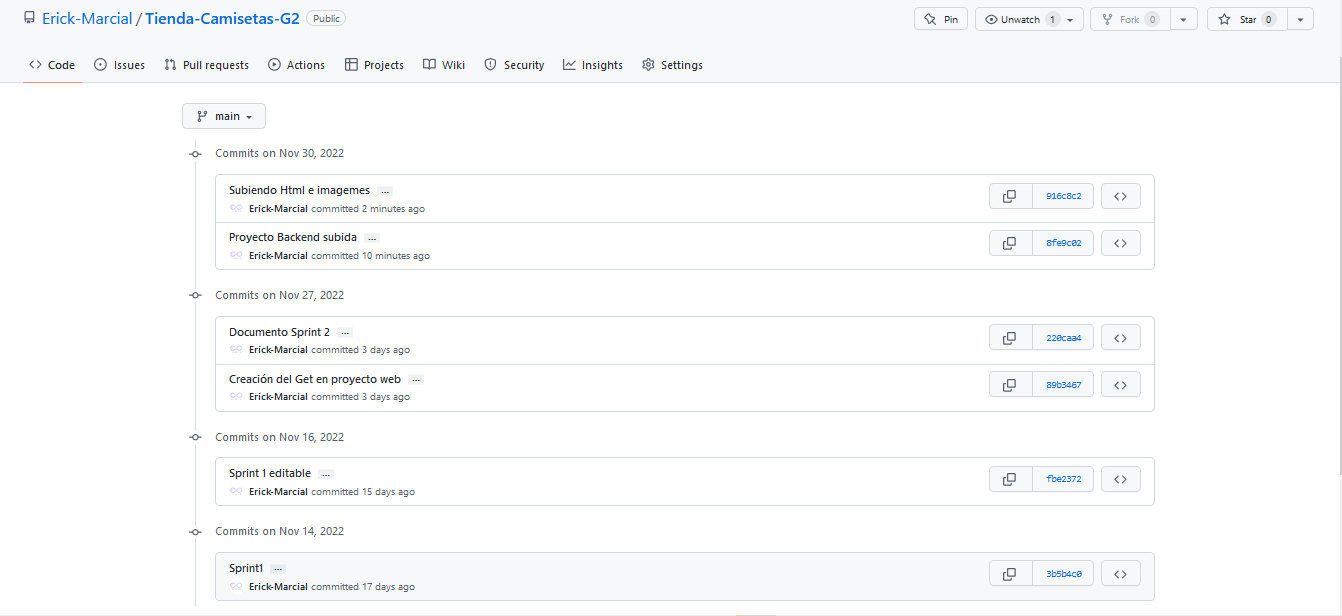 Erick-Marcial / Tienda-Camisetas-G2 Public Pin Unwatch 1 Fork 0 Star 0
Code Issues Pull requests Actions Projects Wiki Security Insights Settings
main
Commits on Nov 30, 2022
Subiendo Html e imagemes ...
916c8c2
Erick-Marcial committed 2 minutes ago
Proyecto Backend subida ...
8fe9c02
Erick-Marcial committed 10 minutes ago
Commits on Nov 27, 2022
Documento Sprint 2 ...
220caa4
Erick-Marcial committed 3 days ago
Creación del Get en proyecto web ...
89b3467
Erick-Marcial committed 3 days ago
Commits on Nov 16, 2022
Sprint 1 editable ...
fbe2372
Erick-Marcial committed 15 days ago
Commits on Nov 14, 2022
Sprint1 ...
3b5b4c0
Erick-Marcial committed 17 days ago